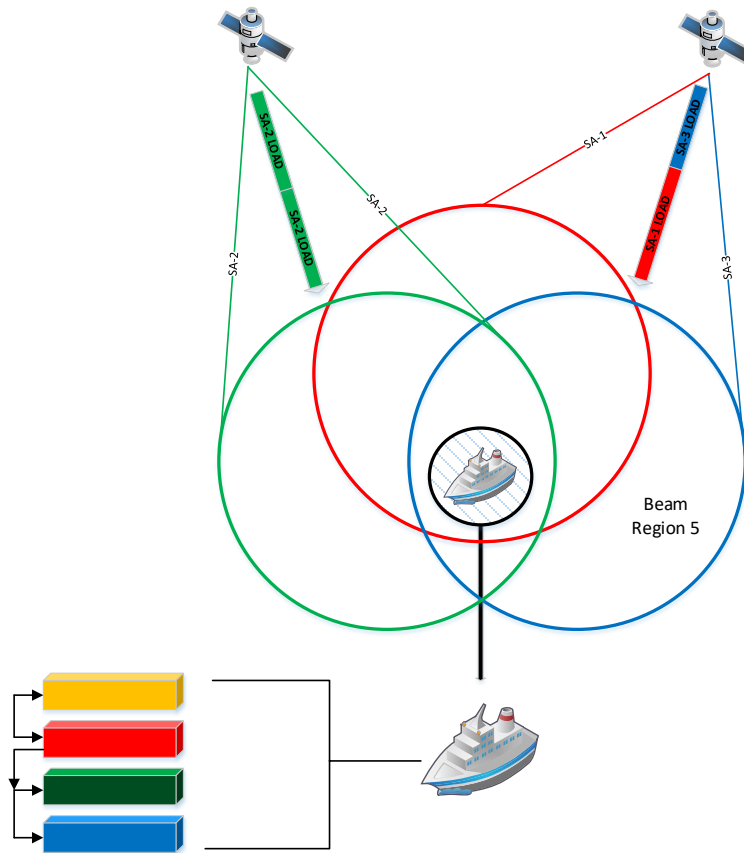 SA-2 LOAD
SA-2 LOAD
SA-3 LOAD
SA-1 LOAD
SA-1
SA-2
SA-2
SA-3
Beam
Region 5